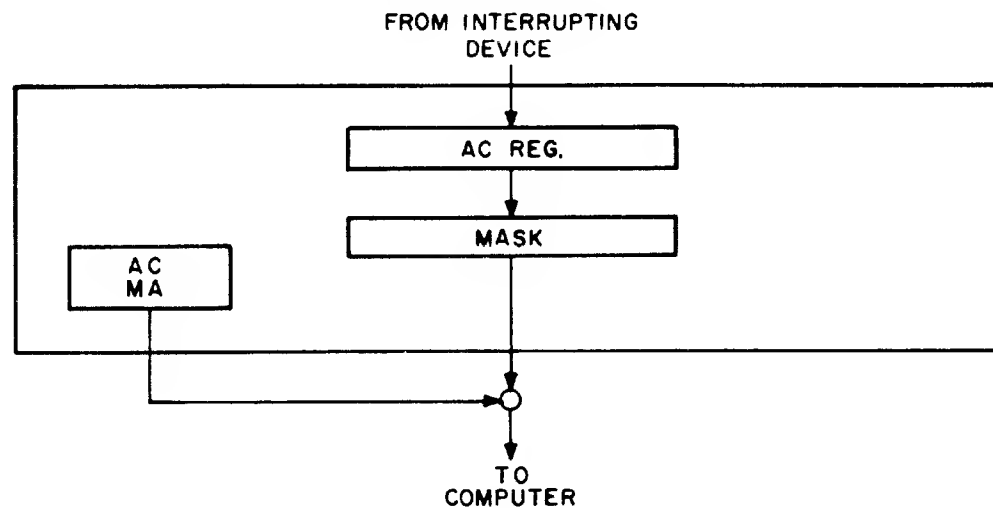 FROM INTERRUPTING
DEVICE
AC REG.
MASK
AC
MA
TO
COMPUTER